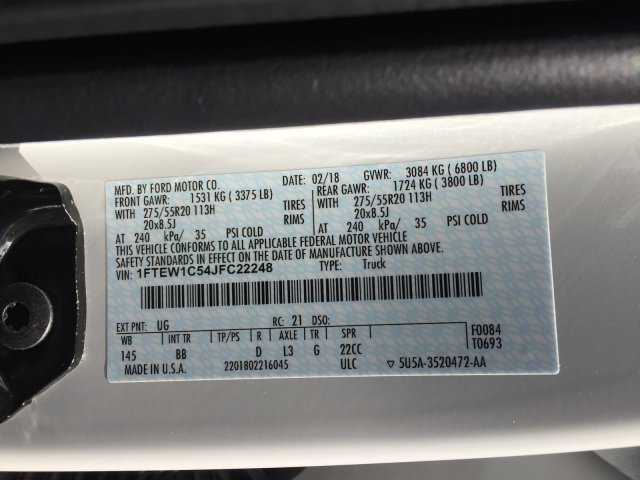 MFD. BY FORD MOTOR CO. DATE: 02/18 GVWR: 3084 KG ( 6800 LB)
FRONT GAWR: 1531 KG ( 3375 LB) REAR GAWR: 1724 KG ( 3800 LB)
WITH 275/55R20 113H TIRES WITH 275/55R20 113H TIRES
20x8.5J RIMS 20x8.5J RIMS
AT 240 kPa/ 35 PSI COLD AT 240 kPa/ 35 PSI COLD
THIS VEHICLE CONFORMS TO ALL APPLICABLE FEDERAL MOTOR VEHICLE
SAFETY STANDARDS IN EFFECT ON THE DATE OF MANUFACTURE SHOWN ABOVE.
VIN: 1FTEW1C54JFC22248 TYPE: Truck
EXT PNT: UG RC: 21 DSO: F0084
WB INT TR TP/PS R AXLE TR SPR T0693
145 BB D L3 G 22CC
MADE IN U.S.A. 2201802216045 ULC ▽ 5U5A-3520472-AA